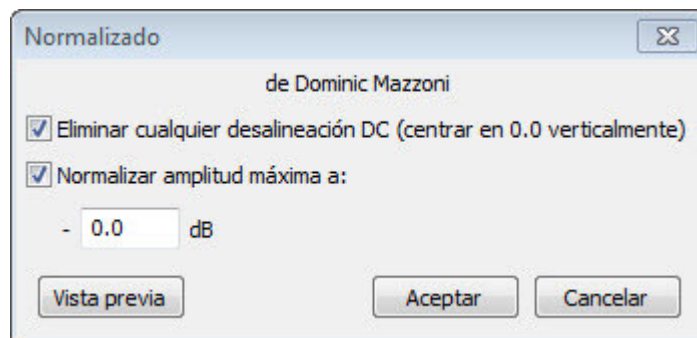 Normalizado
de Dominic Mazzoni
Eliminar cualquier desalineación DC (centrar en 0.0 verticalmente)
Normalizar amplitud máxima a:
- 0.0 dB
Vista previa Aceptar Cancelar